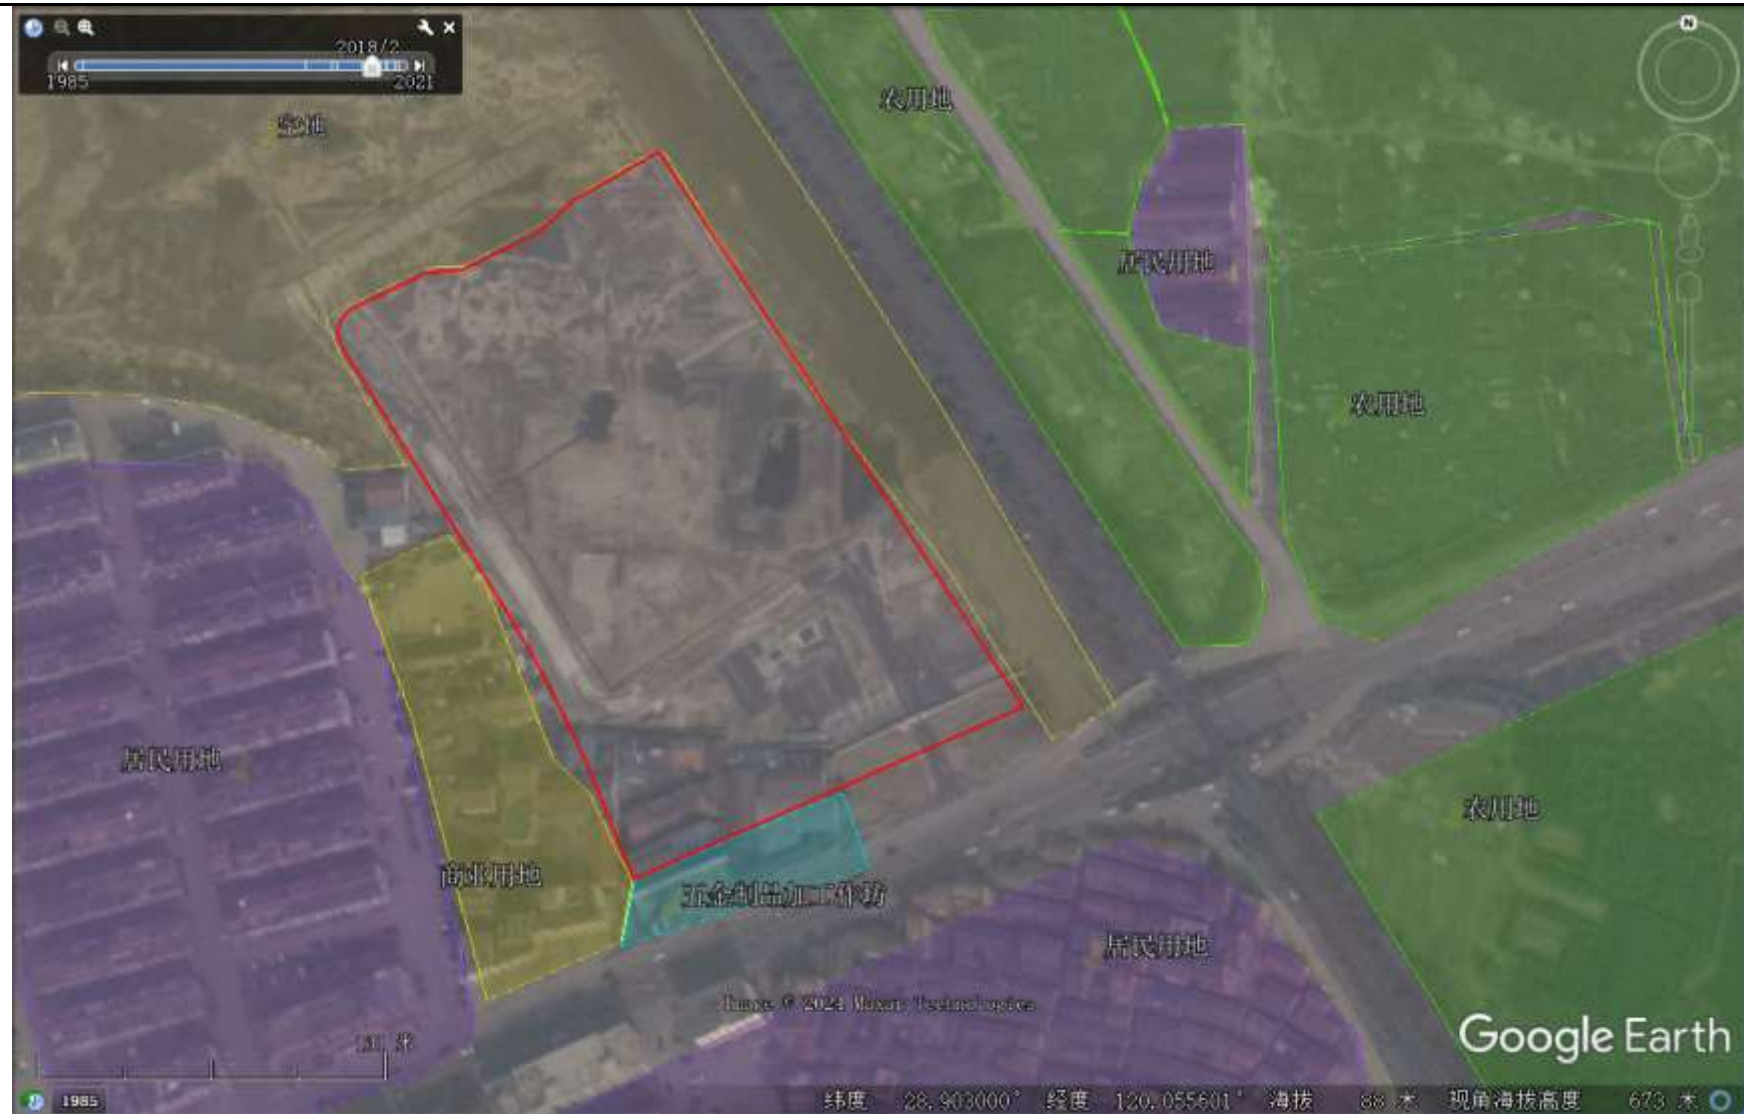 2018/2
1985
2021
N
空地
农用地
居民用地
农用地
居民用地
农用地
商业用地
五金制品加工作坊
居民用地
Image © 2024 Maxar Technologies
Google Earth
131 米
1985
纬度 28.903000° 经度 120.055601° 海拔 88 米 视角海拔高度 673 米